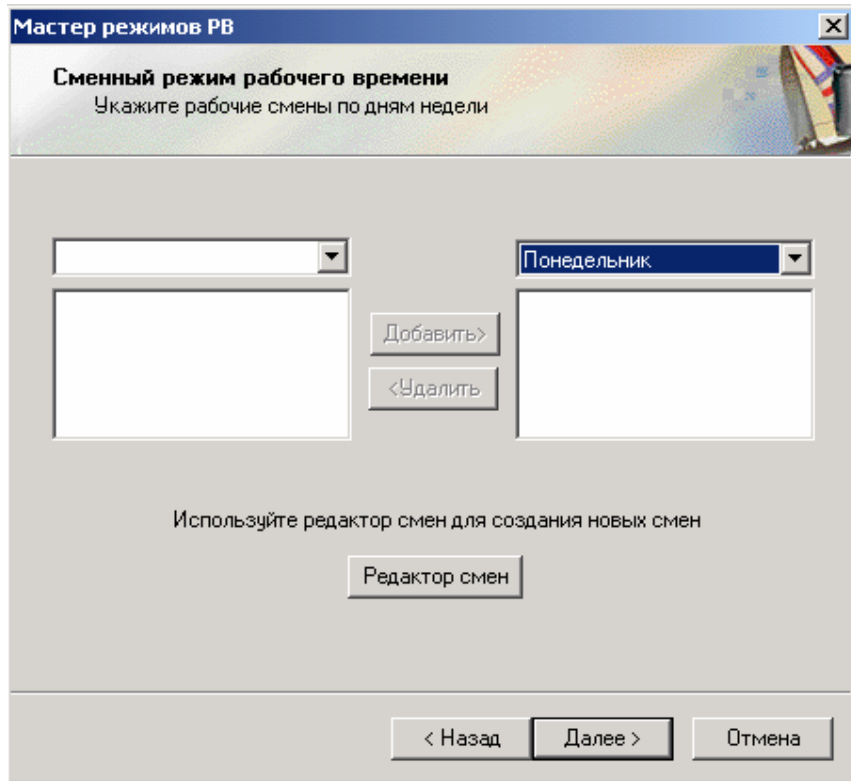 Мастер режимов РВ
Сменный режим рабочего времени
Укажите рабочие смены по дням недели
Понедельник
Добавить>
<Удалить
Используйте редактор смен для создания новых смен
Редактор смен
< Назад
Далее >
Отмена